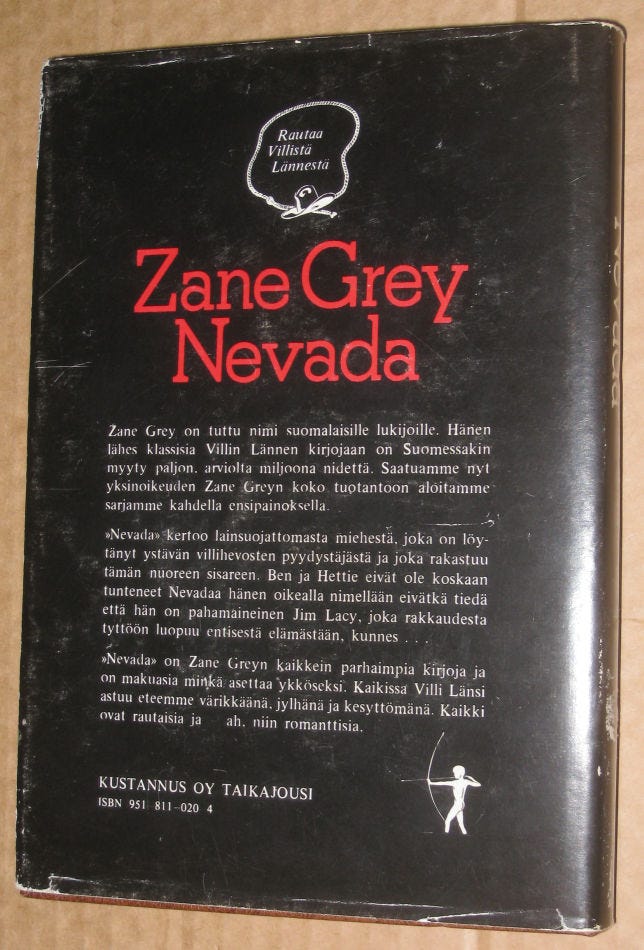 Rautaa
Villistä
Lännestä
Zane Grey
Nevada
Zane Grey on tuttu nimi suomalaisille lukijoille. Hänen
lähes klassisia Villin Lännen kirjojaan on Suomessakin
myyty paljon, arviolta miljoona nidettä. Saatuamme nyt
yksinoikeuden Zane Greyn koko tuotantoon aloitamme
sarjamme kahdella ensipainoksella.
»Nevada» kertoo lainsuojattomasta miehestä, joka on löy-
tänyt ystävän villihevosten pyydystäjästä ja joka rakastuu
tämän nuoreen sisareen. Ben ja Hettie eivät ole koskaan
tunteneet Nevadaa hänen oikealla nimellään eivätkä tiedä
että hän on pahamaineinen Jim Lacy, joka rakkaudesta
tyttöön luopuu entisestä elämästään, kunnes . . .
»Nevada» on Zane Greyn kaikkein parhaimpia kirjoja ja
on makuasia minkä asettaa ykköseksi. Kaikissa Villi Länsi
astuu eteemme värikkäänä, jylhänä ja kesyttömänä. Kaikki
ovat rautaisia ja ah, niin romanttisia.
KUSTANNUS OY TAIKAJOUSI
ISBN 951 811-020 4
Nevada